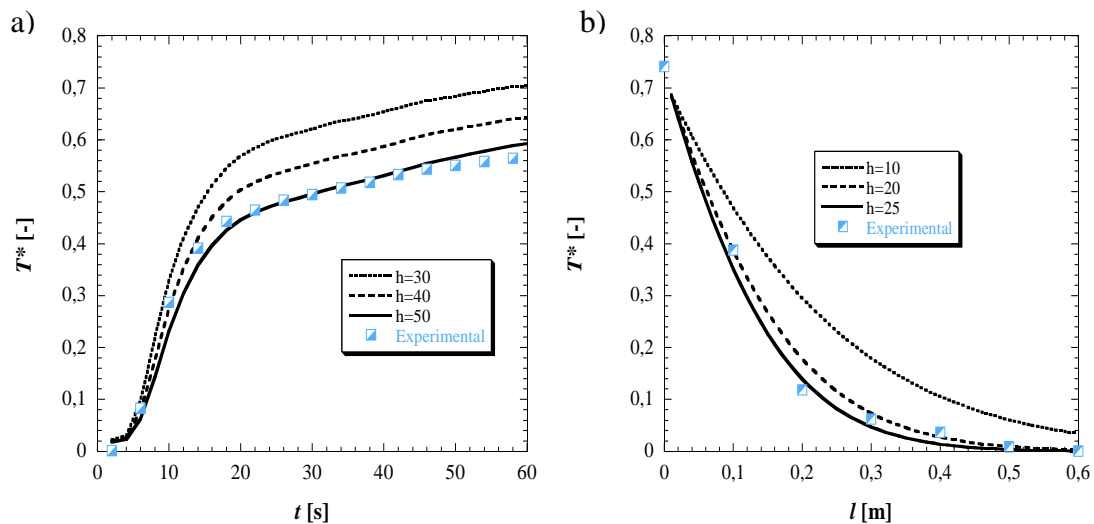 a)
0,8
0,7
0,6
0,5
0,4
0,3
0,2
0,1
0
T* [-]
h=30
h=40
h=50
Experimental
0 10 20 30 40 50 60
t [s]
b)
0,8
0,7
0,6
0,5
0,4
0,3
0,2
0,1
0
T* [-]
h=10
h=20
h=25
Experimental
0 0,1 0,2 0,3 0,4 0,5 0,6
l [m]